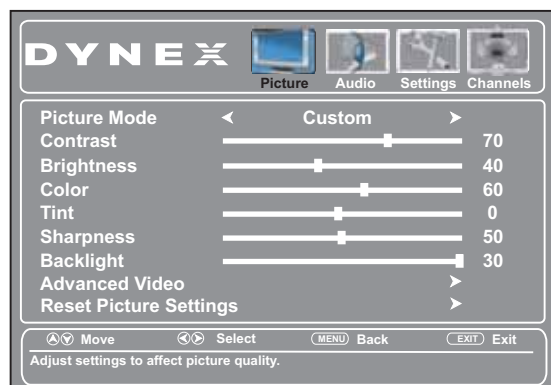 DYNEX
Picture Audio Settings Channels
Picture Mode Custom
Contrast 70
Brightness 40
Color 60
Tint 0
Sharpness 50
Backlight 30
Advanced Video
Reset Picture Settings
Move Select MENU Back EXIT Exit
Adjust settings to affect picture quality.